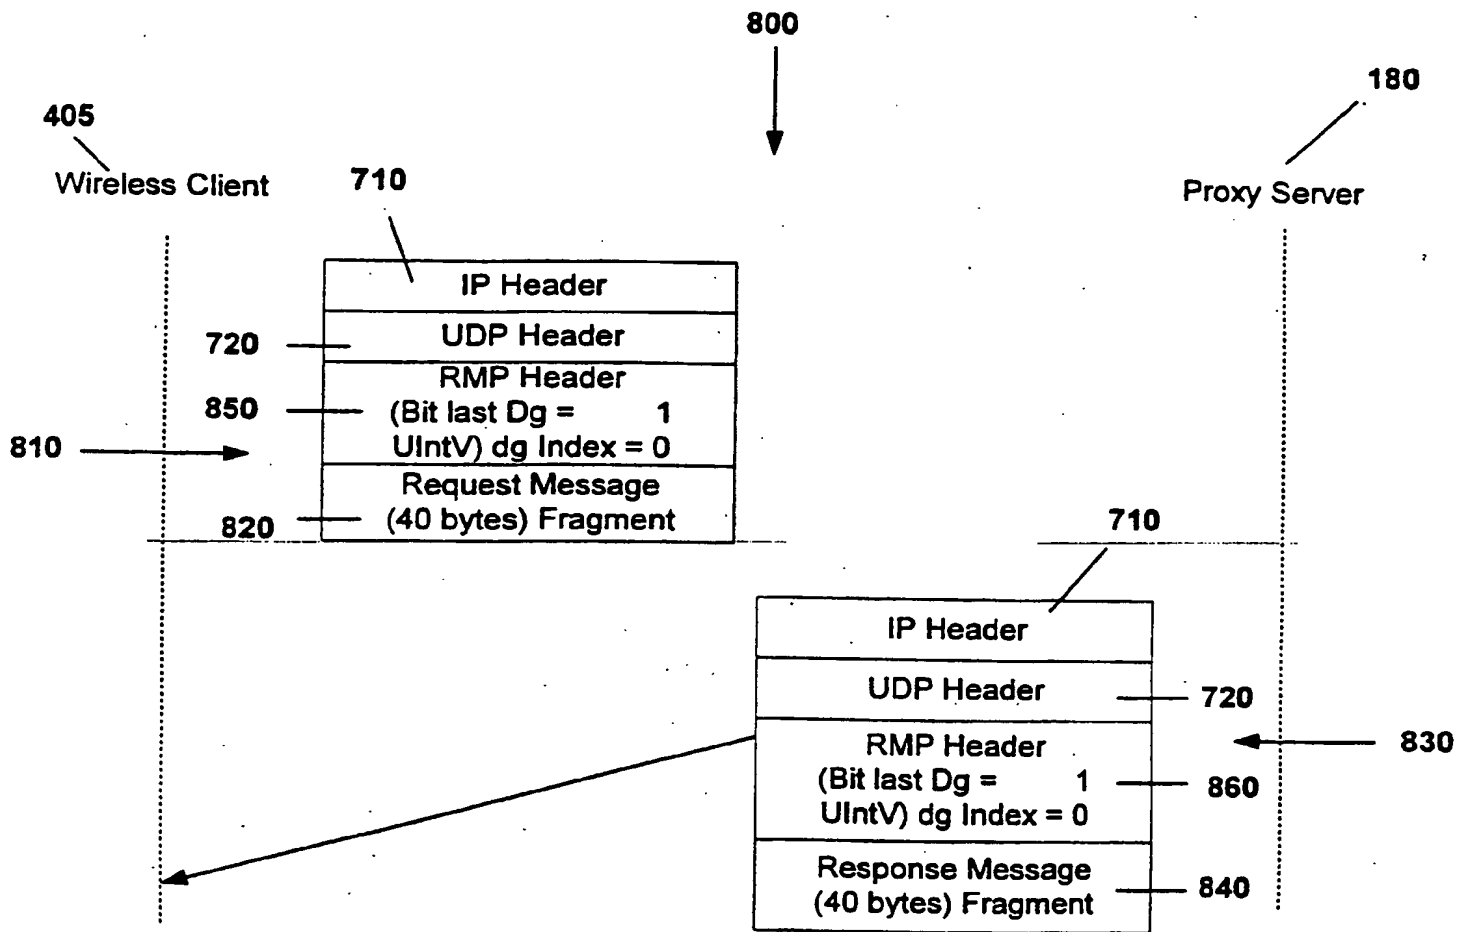 800
180
405
Wireless Client
710
Proxy Server
IP Header
UDP Header
720
RMP Header
(Bit last Dg = 1
850
UIntV) dg Index = 0
810
Request Message
(40 bytes) Fragment
820
710
IP Header
UDP Header
720
RMP Header
830
(Bit last Dg = 1
860
UIntV) dg Index = 0
Response Message
(40 bytes) Fragment
840